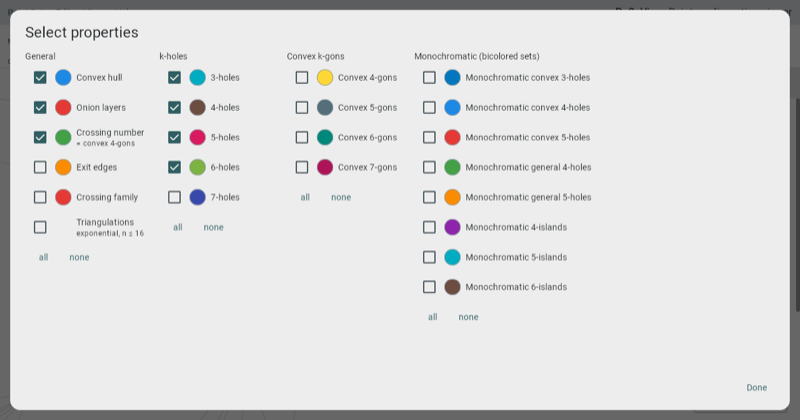 Select properties
General
Convex hull
Onion layers
Crossing number
= convex 4-gons
Exit edges
Crossing family
Triangulations
exponential, n ≤ 16
all none
k-holes
3-holes
4-holes
5-holes
6-holes
7-holes
all none
Convex k-gons
Convex 4-gons
Convex 5-gons
Convex 6-gons
Convex 7-gons
all none
Monochromatic (bicolored sets)
Monochromatic convex 3-holes
Monochromatic convex 4-holes
Monochromatic convex 5-holes
Monochromatic general 4-holes
Monochromatic general 5-holes
Monochromatic 4-islands
Monochromatic 5-islands
Monochromatic 6-islands
all none
Done